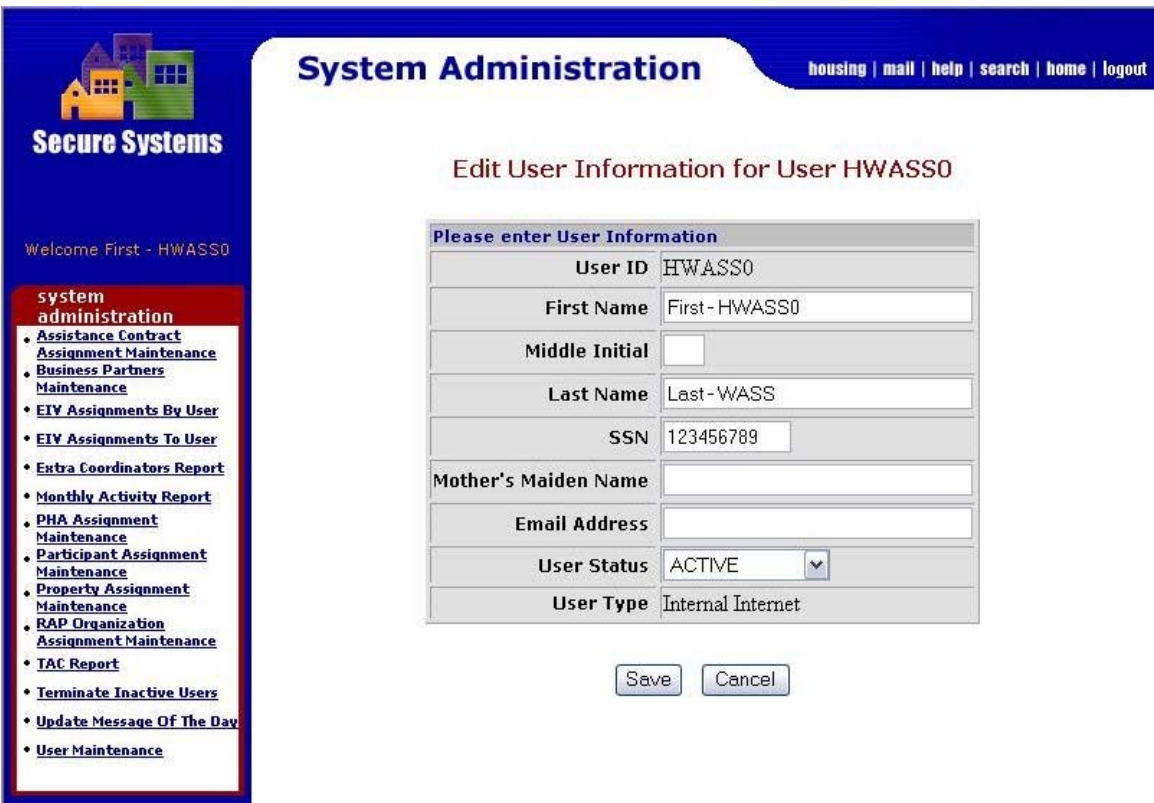 System Administration
housing | mail | help | search | home | logout
Secure Systems
Welcome First - HWASS0
system
administration
Assistance Contract
Assignment Maintenance
Business Partners
Maintenance
EIV Assignments By User
EIV Assignments To User
Extra Coordinators Report
Monthly Activity Report
PHA Assignment
Maintenance
Participant Assignment
Maintenance
Property Assignment
Maintenance
RAP Organization
Assignment Maintenance
TAC Report
Terminate Inactive Users
Update Message Of The Day
User Maintenance
Edit User Information for User HWASS0
Please enter User Information
User ID HWASS0
First Name First-HWASS0
Middle Initial
Last Name Last-WASS
SSN 123456789
Mother's Maiden Name
Email Address
User Status ACTIVE
User Type Internal Internet
Save Cancel